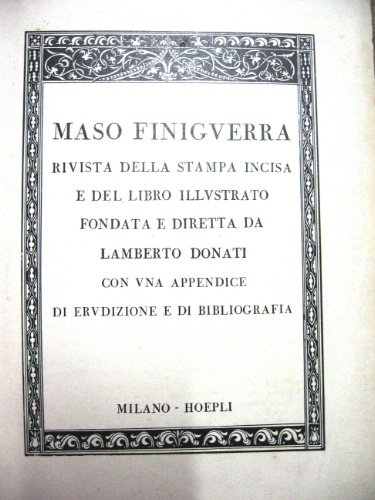 MASO FINIGVERRA
RIVISTA DELLA STAMPA INCISA
E DEL LIBRO ILLVSTRATO
FONDATA E DIRETTA DA
LAMBERTO DONATI
CON VNA APPENDICE
DI ERVDIZIONE E DI BIBLIOGRAFIA
MILANO - HOEPLI